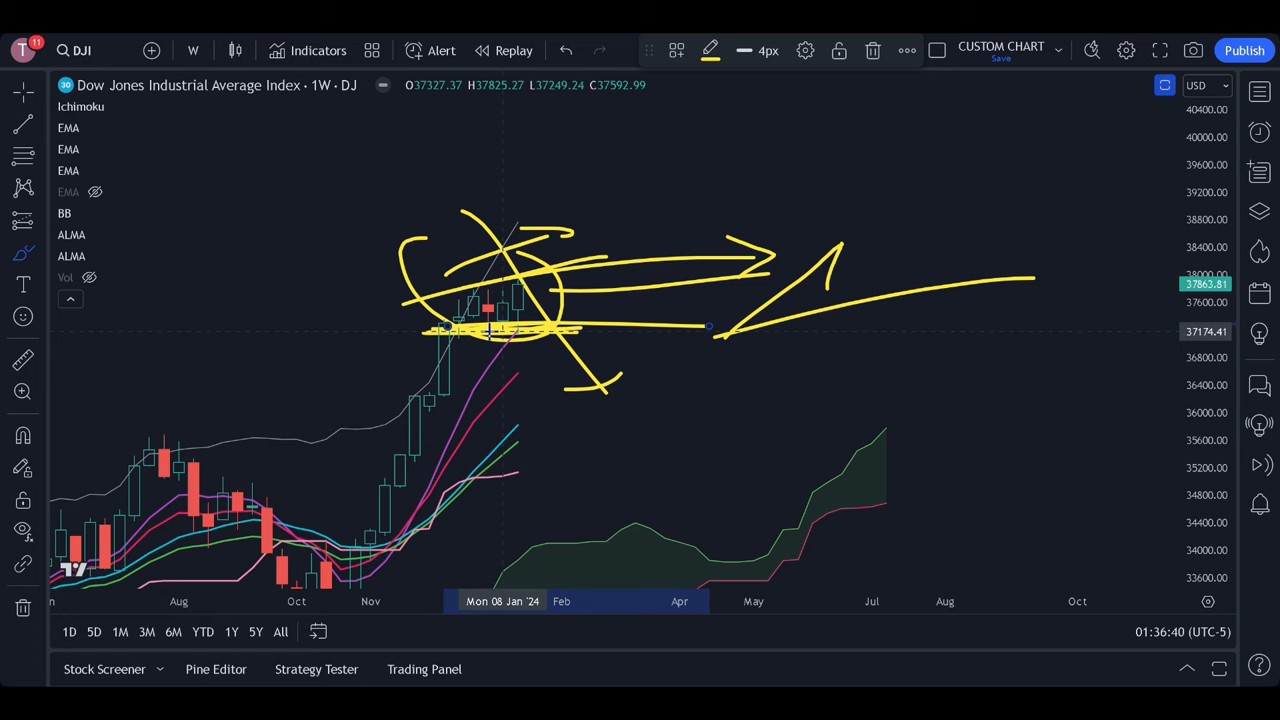 T 11 DJI W Indicators Alert Replay 4px CUSTOM CHART Save Publish
30 Dow Jones Industrial Average Index · 1W · DJ O37327.37 H37825.27 L37249.24 C37592.99 USD
Ichimoku
EMA
EMA
EMA
EMA
BB
ALMA
ALMA
Vol
40400.00
40000.00
39600.00
39200.00
38800.00
38400.00
38000.00
37863.81
37600.00
37174.41
36800.00
36400.00
36000.00
35600.00
35200.00
34800.00
34400.00
34000.00
33600.00
Aug Oct Nov Mon 08 Jan '24 Feb Apr May Jul Aug Oct
1D 5D 1M 3M 6M YTD 1Y 5Y All 01:36:40 (UTC-5)
Stock Screener Pine Editor Strategy Tester Trading Panel